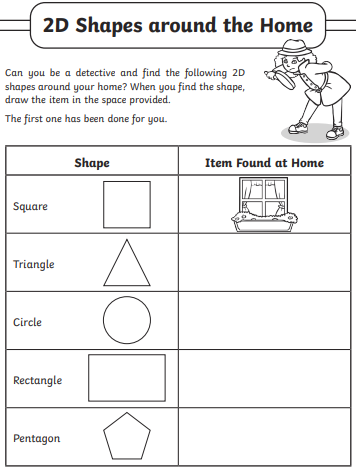 2D Shapes around the Home
Can you be a detective and find the following 2D
shapes around your home? When you find the shape,
draw the item in the space provided.
The first one has been done for you.
Shape
Item Found at Home
Square
Triangle
Circle
Rectangle
Pentagon